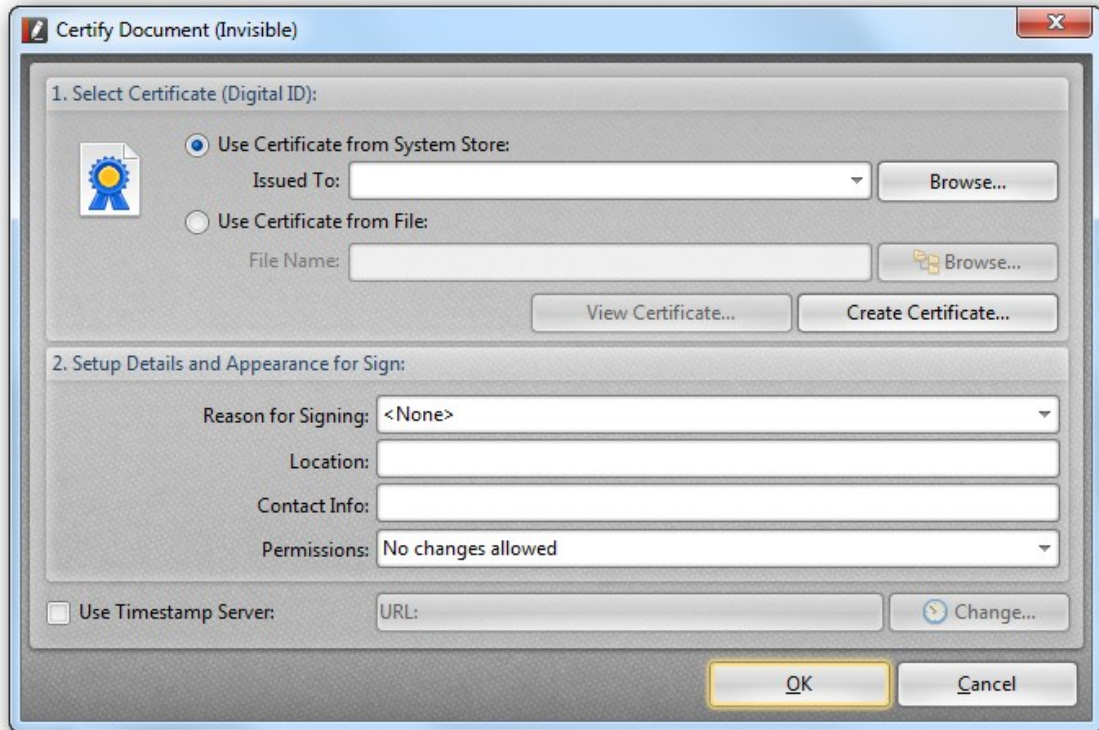 Certify Document (Invisible)
1. Select Certificate (Digital ID):
Use Certificate from System Store:
Issued To: Browse...
Use Certificate from File:
File Name: Browse...
View Certificate... Create Certificate...
2. Setup Details and Appearance for Sign:
Reason for Signing: <None>
Location:
Contact Info:
Permissions: No changes allowed
Use Timestamp Server: URL: Change...
OK Cancel